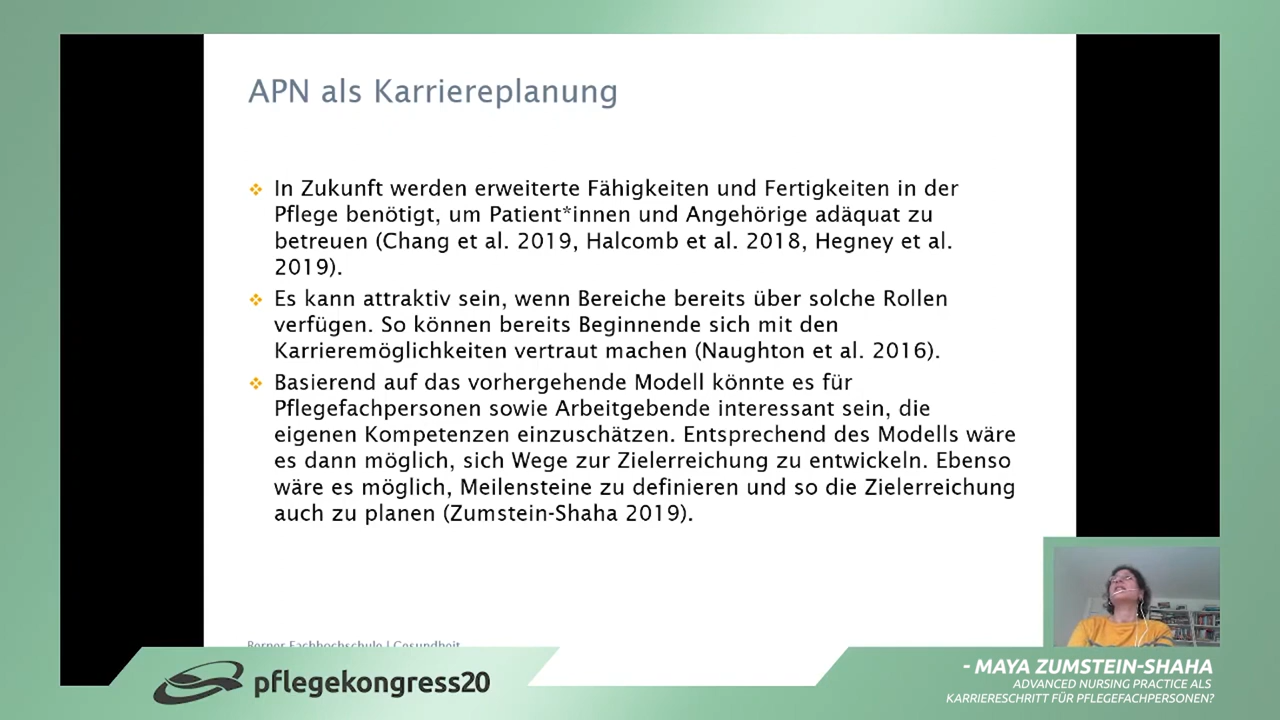 APN als Karriereplanung
In Zukunft werden erweiterte Fähigkeiten und Fertigkeiten in der
Pflege benötigt, um Patient*innen und Angehörige adäquat zu
betreuen (Chang et al. 2019, Halcomb et al. 2018, Hegney et al.
2019).
Es kann attraktiv sein, wenn Bereiche bereits über solche Rollen
verfügen. So können bereits Beginnende sich mit den
Karrieremöglichkeiten vertraut machen (Naughton et al. 2016).
Basierend auf das vorhergehende Modell könnte es für
Pflegefachpersonen sowie Arbeitgebende interessant sein, die
eigenen Kompetenzen einzuschätzen. Entsprechend des Modells wäre
es dann möglich, sich Wege zur Zielerreichung zu entwickeln. Ebenso
wäre es möglich, Meilensteine zu definieren und so die Zielerreichung
auch zu planen (Zumstein-Shaha 2019).
Berner Fachhochschule | Gesundheit
pflegekongress20
- MAYA ZUMSTEIN-SHAHA
ADVANCED NURSING PRACTICE ALS
KARRIERESCHRITT FÜR PFLEGEFACHPERSONEN?